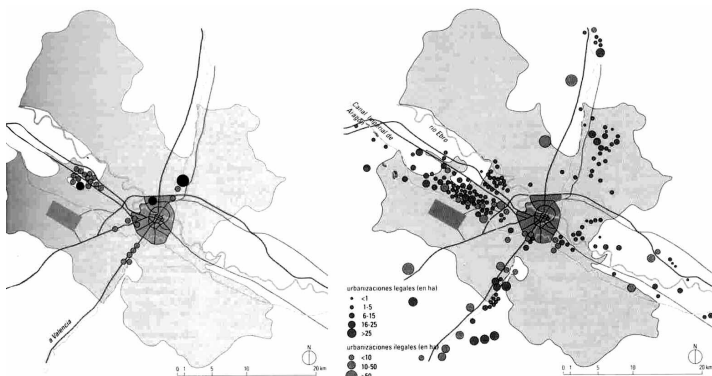 a Valencia
N
0 1 5 10 20 km
Canal Imperial de
Aragón
río Ebro
urbanizaciones legales (en ha)
<1
1-5
6-15
16-25
>25
urbanizaciones ilegales (en ha)
<10
10-50
>50
N
0 1 5 10 20 km